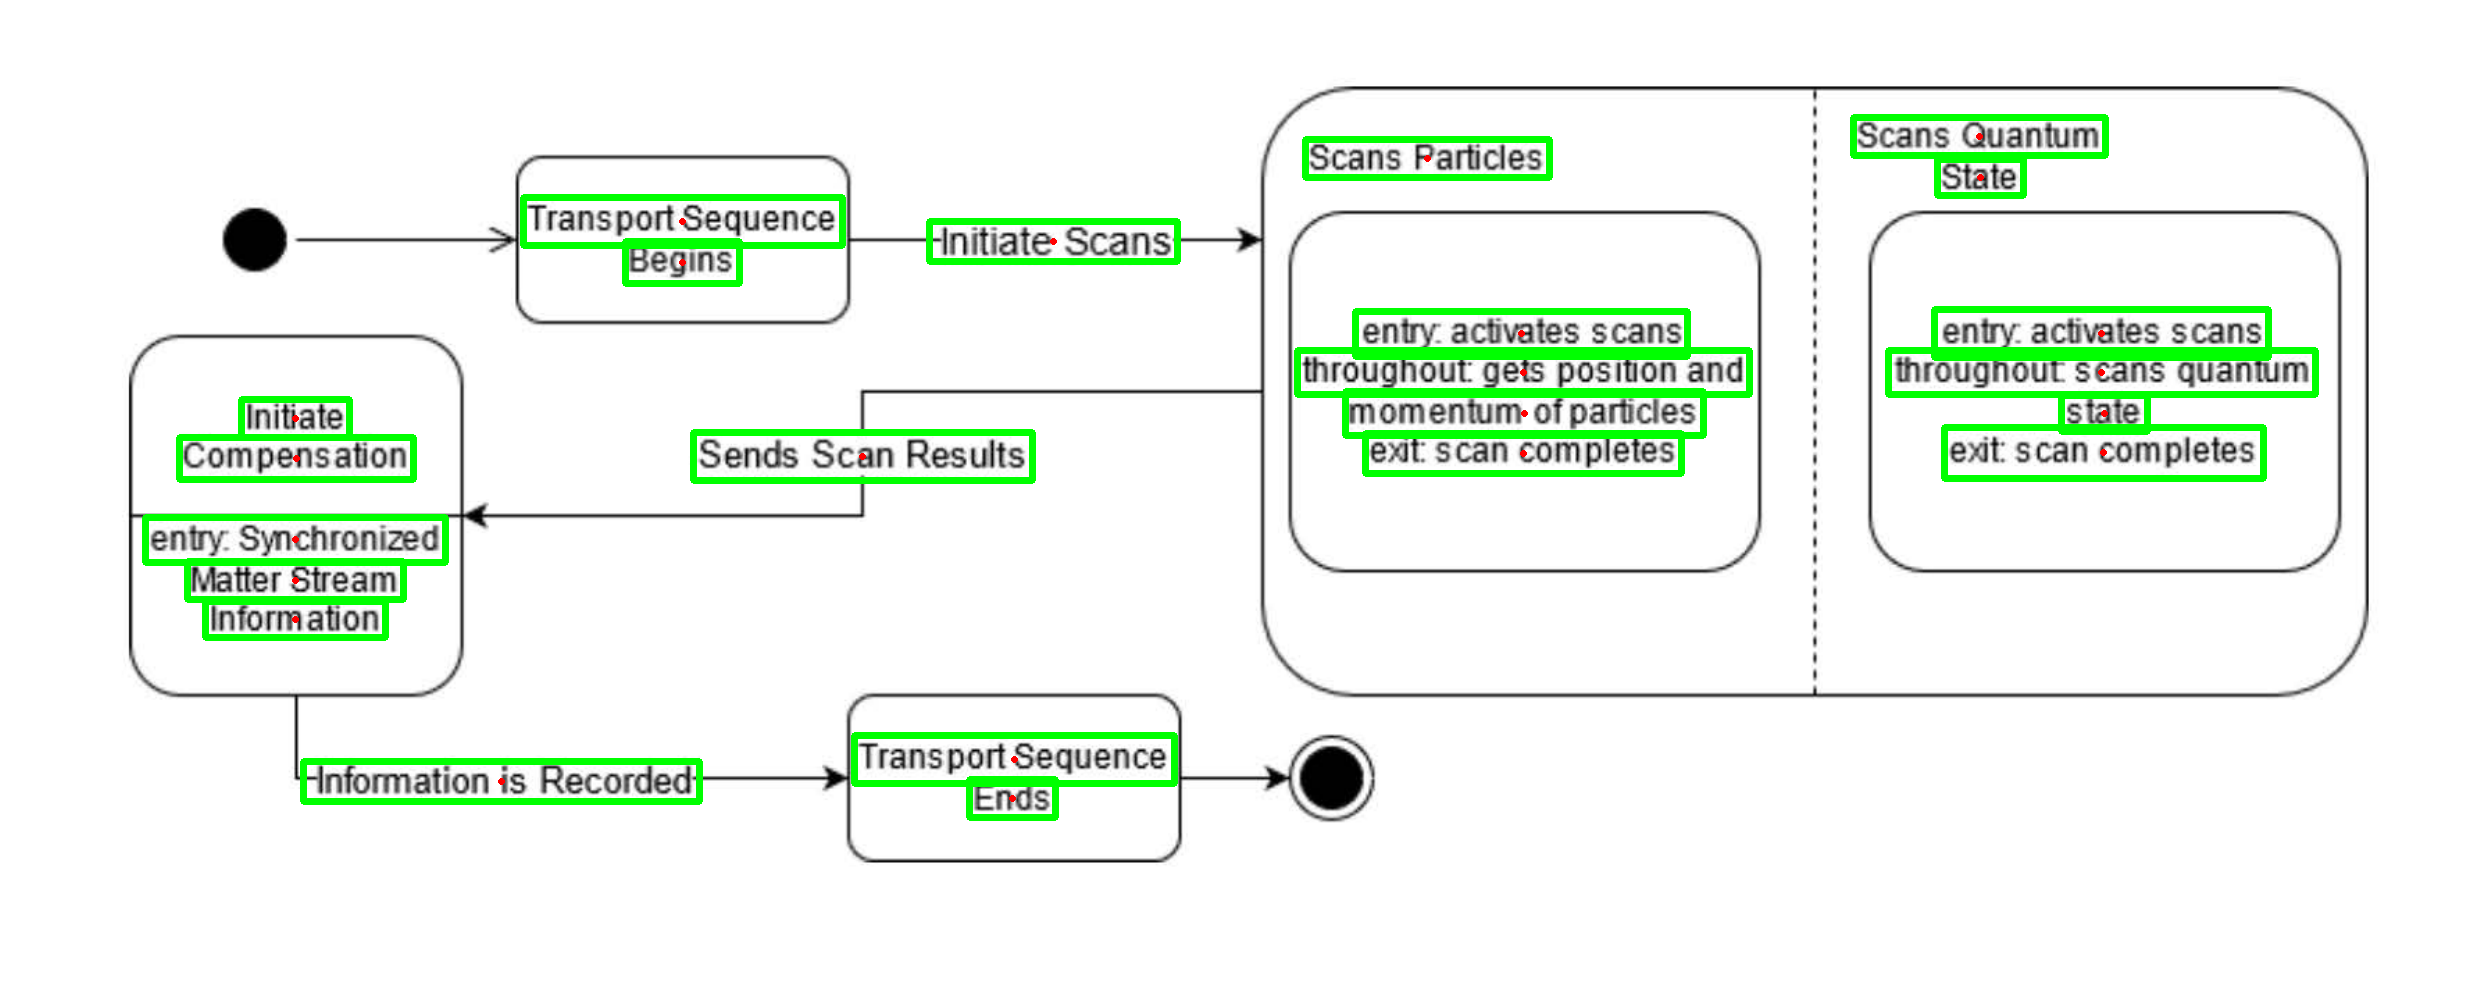 Transport Sequence
Begins
Initiate Scans
Scans Particles
entry: activates scans
throughout: gets position and
momentum of particles
exit: scan completes
Scans Quantum
State
entry: activates scans
throughout: scans quantum
state
exit: scan completes
Sends Scan Results
Initiate
Compensation
entry: Synchronized
Matter Stream
Information
Information is Recorded
Transport Sequence
Ends